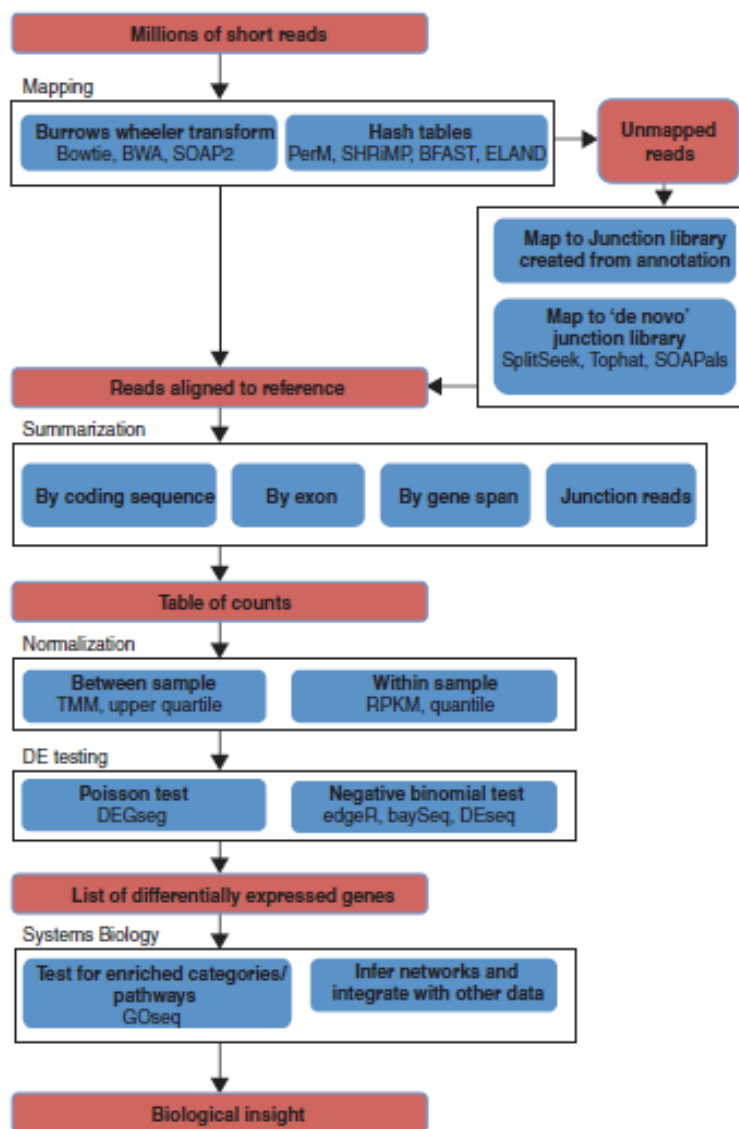 Millions of short reads
Mapping
Burrows wheeler transform
Bowtie, BWA, SOAP2
Hash tables
PerM, SHRiMP, BFAST, ELAND
Unmapped
reads
Map to Junction library
created from annotation
Map to ‘de novo’
junction library
SplitSeek, Tophat, SOAPals
Reads aligned to reference
Summarization
By coding sequence
By exon
By gene span
Junction reads
Table of counts
Normalization
Between sample
TMM, upper quartile
Within sample
RPKM, quantile
DE testing
Poisson test
DEGseg
Negative binomial test
edgeR, baySeq, DEseq
List of differentially expressed genes
Systems Biology
Test for enriched categories/
pathways
GOseq
Infer networks and
integrate with other data
Biological insight